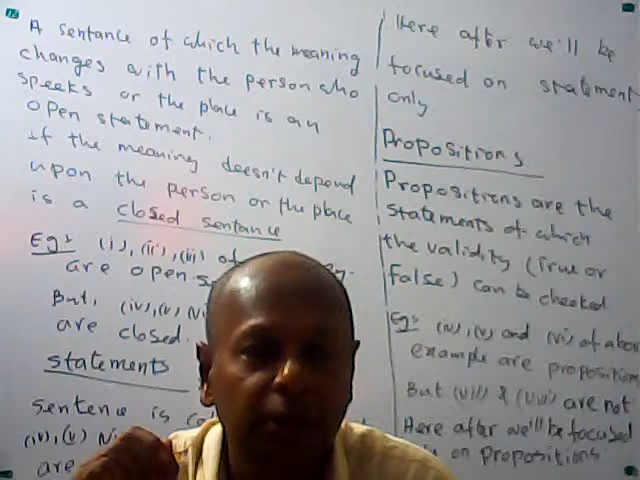 A sentance of which the meaning
changes with the person who
speeks or the place is an
open statement.
If the meaning doesn't depend
upon the person or the place
is a closed sentance
Eg: (i), (ii), (iii) of
are open
But, (iv), (v)
are closed.
statements
sentence is
(iv), (v)
are
Here after we'll be
focused on statement
only
Propositions
Propositions are the
statements of which
the validity (True or
False) can be checked
Eg: (iv), (v) and (vi) of above
example are proposition
But (vii) & (viii) are not
Here after we'll be focused
on propositions